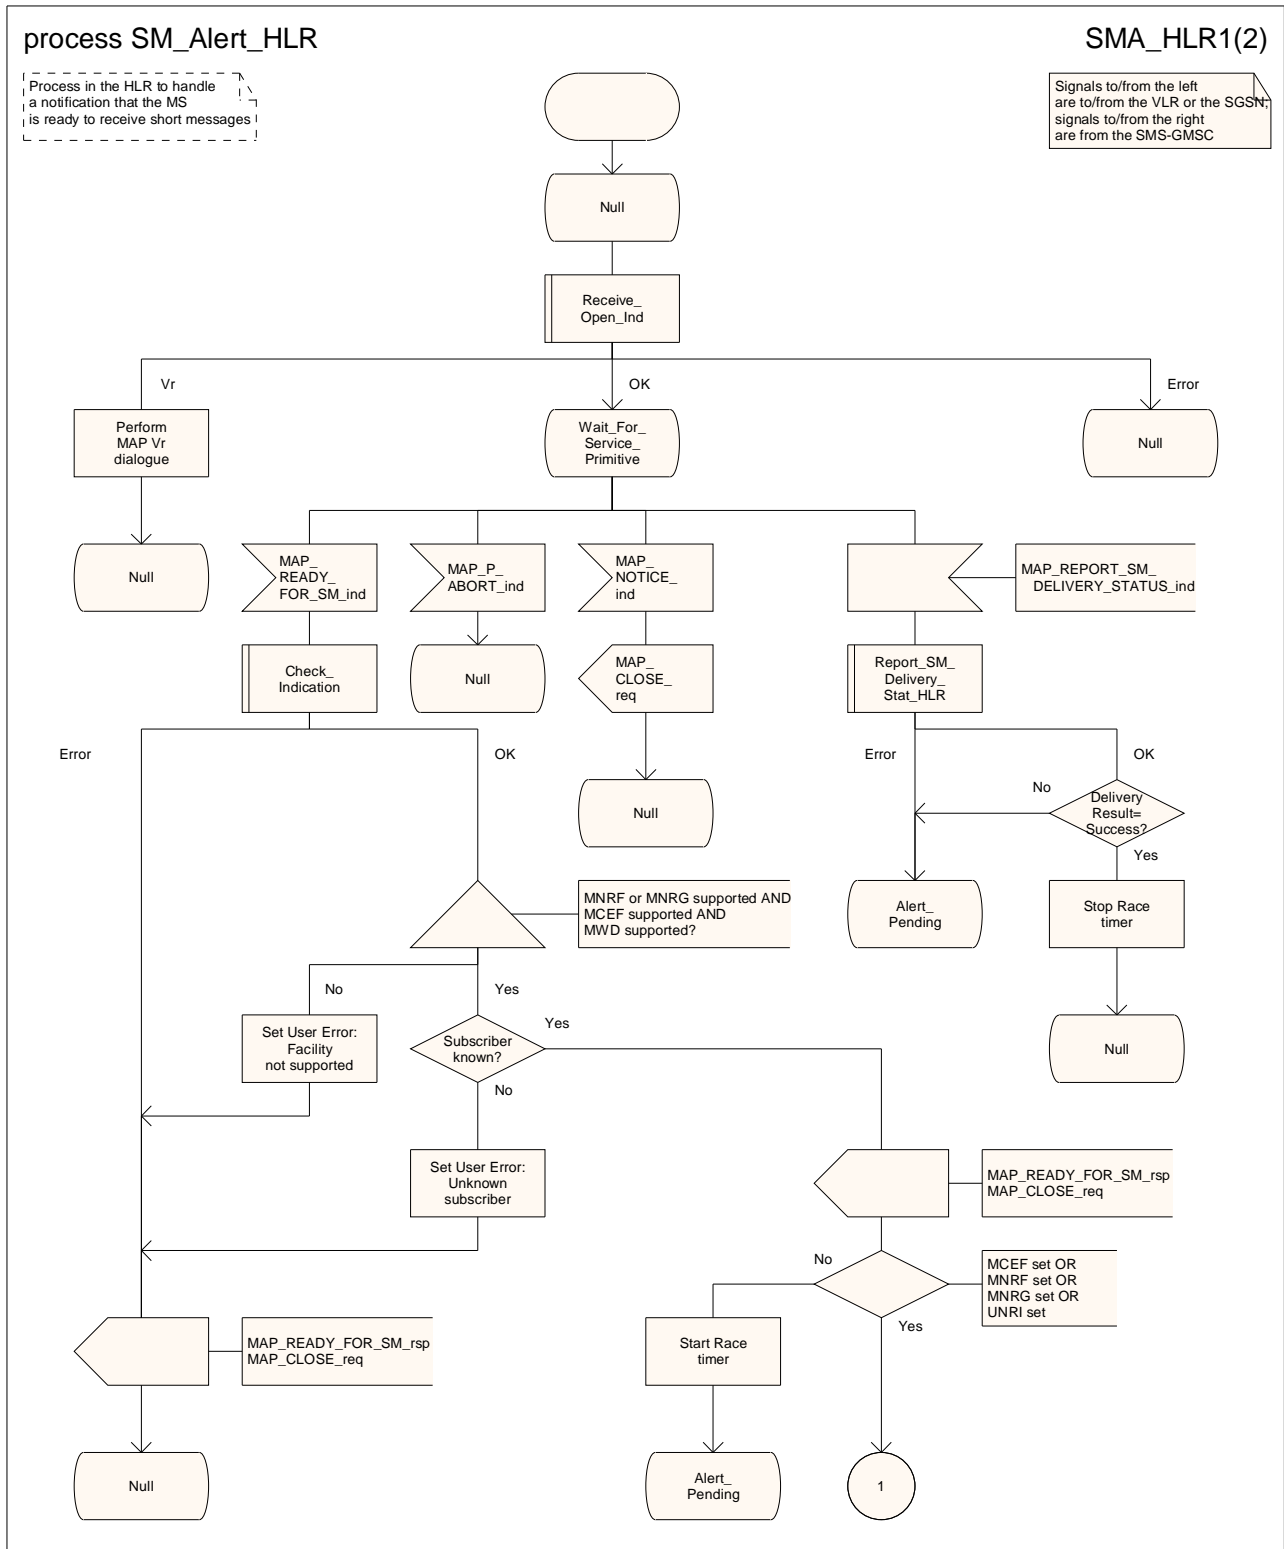 process SM_Alert_HLR
SMA_HLR1(2)
Process in the HLR to handle
a notification that the MS
is ready to receive short messages
Signals to/from the left
are to/from the VLR or the SGSN;
signals to/from the right
are from the SMS-GMSC
Null
Receive_
Open_Ind
Vr
OK
Error
Perform
MAP Vr
dialogue
Wait_For_
Service_
Primitive
Null
Null
MAP_
READY_
FOR_SM_ind
MAP_P_
ABORT_ind
MAP_
NOTICE_
ind
MAP_REPORT_SM_
DELIVERY_STATUS_ind
Check_
Indication
Null
MAP_
CLOSE_
req
Report_SM_
Delivery_
Stat_HLR
Error
OK
Error
OK
Null
No
Delivery
Result=
Success?
Yes
MNRF or MNRG supported AND
MCEF supported AND
MWD supported?
Alert_
Pending
Stop Race
timer
No
Yes
Set User Error:
Facility
not supported
Subscriber
known?
Yes
No
Null
Set User Error:
Unknown
subscriber
MAP_READY_FOR_SM_rsp
MAP_CLOSE_req
No
MCEF set OR
MNRF set OR
MNRG set OR
UNRI set
Yes
MAP_READY_FOR_SM_rsp
MAP_CLOSE_req
Start Race
timer
Null
Alert_
Pending
1